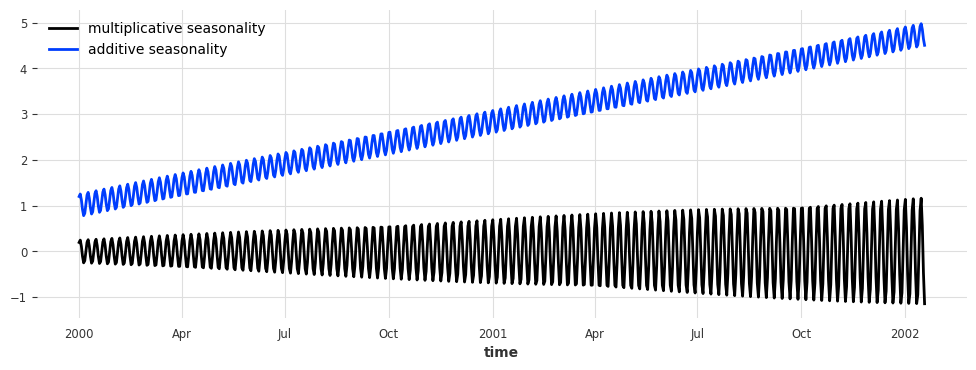 5
multiplicative seasonality
additive seasonality
4
3
2
1
0
−1
2000 Apr Jul Oct 2001 Apr Jul Oct 2002
time